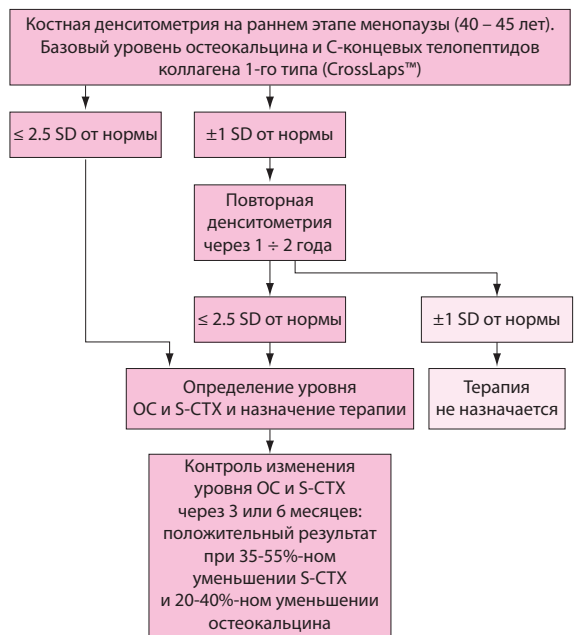 Костная денситометрия на раннем этапе менопаузы (40 – 45 лет).
Базовый уровень остеокальцина и С-концевых телопептидов
коллагена 1-го типа (CrossLaps™)
≤ 2.5 SD от нормы
±1 SD от нормы
Повторная
денситометрия
через 1 ÷ 2 года
≤ 2.5 SD от нормы
±1 SD от нормы
Определение уровня
ОС и S-CTX и назначение терапии
Терапия
не назначается
Контроль изменения
уровня ОС и S-CTX
через 3 или 6 месяцев:
положительный результат
при 35-55%-ном
уменьшении S-CTX
и 20-40%-ном уменьшении
остеокальцина